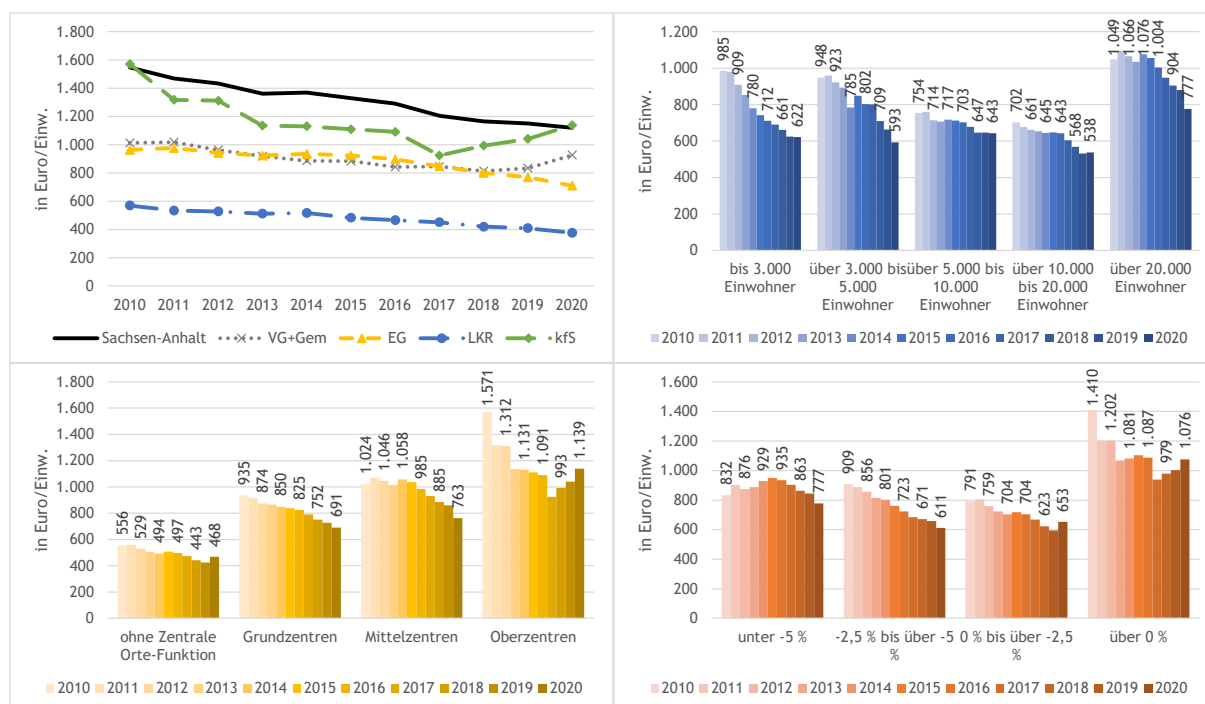 in Euro/Einw.
1.800
1.600
1.400
1.200
1.000
800
600
400
200
0
2010 2011 2012 2013 2014 2015 2016 2017 2018 2019 2020
Sachsen-Anhalt VG+Gem EG LKR kfS
in Euro/Einw.
1.200
1.000
800
600
400
200
0
985 909 780 712 661 622
948 923 785 802 709 593
754 714 717 703 647 643
702 661 645 643 568 538
1.049 1.066 1.076 1.004 904 777
bis 3.000 über 3.000 bis über 5.000 bis über 10.000 über 20.000
Einwohner 5.000 Einwohner 10.000 Einwohner bis 20.000 Einwohner Einwohner
2010 2011 2012 2013 2014 2015 2016 2017 2018 2019 2020
in Euro/Einw.
1.800
1.600
1.400
1.200
1.000
800
600
400
200
0
556 529 494 497 443 468
935 874 850 825 752 691
1.024 1.046 1.058 985 885 763
1.571 1.312 1.131 1.091 993 1.139
ohne Zentrale Grundzentren Mittelzentren Oberzentren
Orte-Funktion
2010 2011 2012 2013 2014 2015 2016 2017 2018 2019 2020
in Euro/Einw.
1.600
1.400
1.200
1.000
800
600
400
200
0
832 876 929 935 863 777
909 856 801 723 671 611
791 759 704 704 623 653
1.410 1.202 1.081 1.087 979 1.076
unter -5 % -2,5 % bis über -5 0 % bis über -2,5 über 0 %
% %
2010 2011 2012 2013 2014 2015 2016 2017 2018 2019 2020